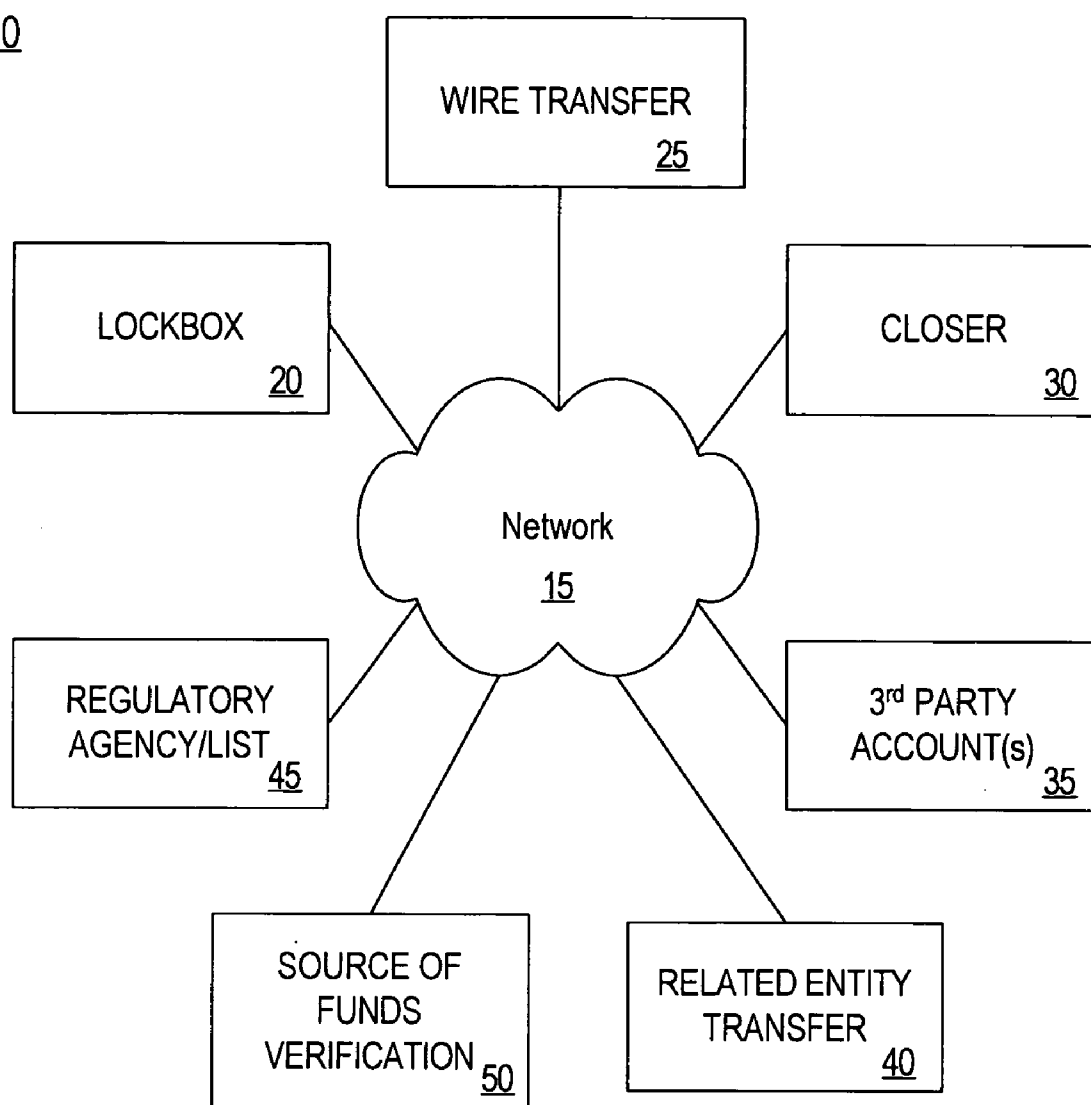 0
WIRE TRANSFER
25
LOCKBOX
20
CLOSER
30
Network
15
REGULATORY
AGENCY/LIST
45
3rd PARTY
ACCOUNT(s)
35
SOURCE OF
FUNDS
VERIFICATION
50
RELATED ENTITY
TRANSFER
40